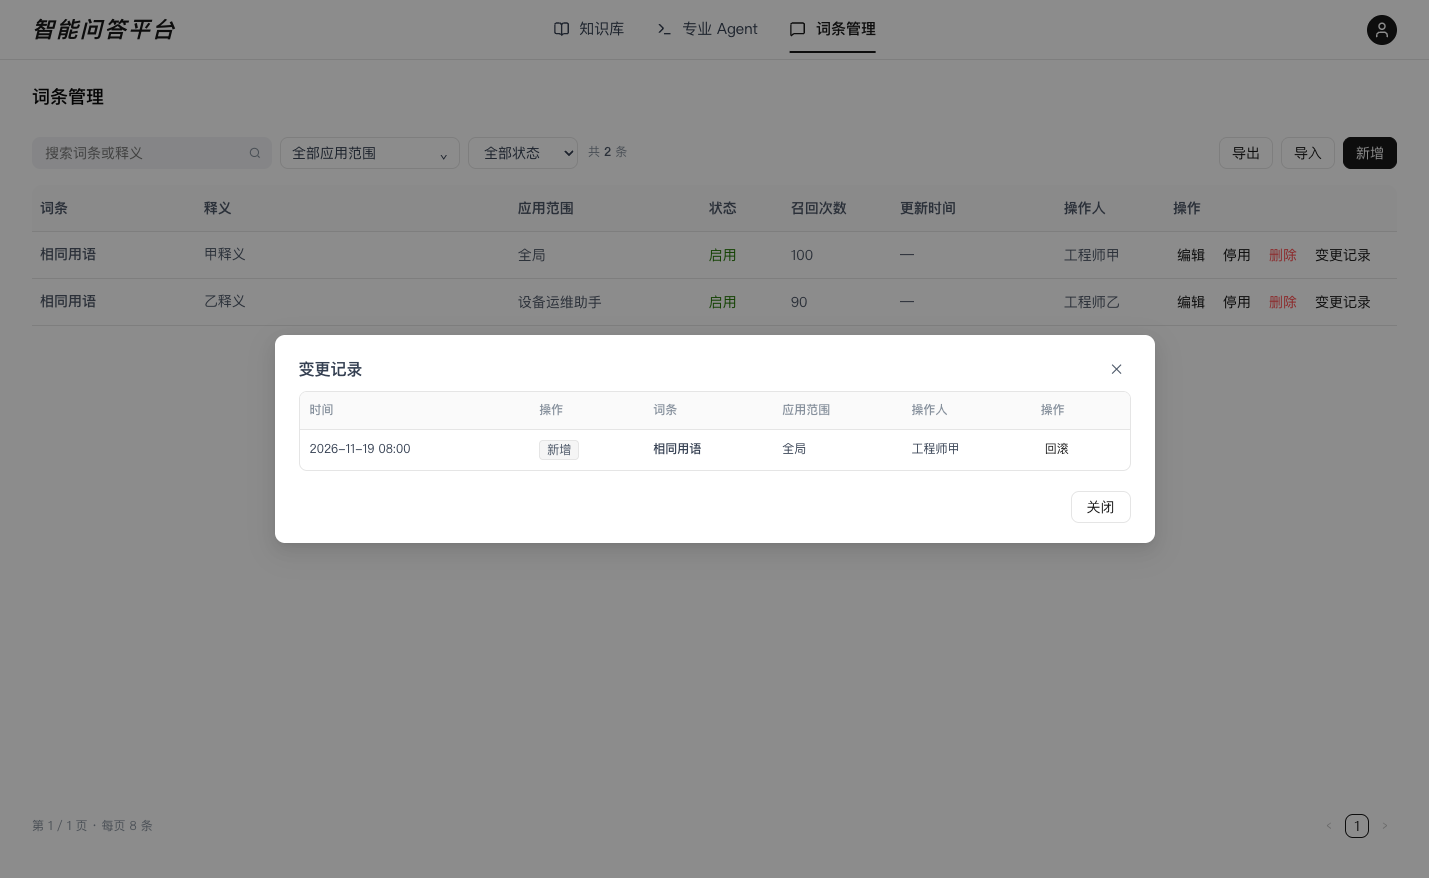 智能问答平台 知识库 专业 Agent 词条管理
词条管理
搜索词条或释义 全部应用范围 全部状态 共 2 条 导出 导入 新增
词条 释义 应用范围 状态 召回次数 更新时间 操作人 操作
相同用语 甲释义 全局 启用 100 — 工程师甲 编辑 停用 删除 变更记录
相同用语 乙释义 设备运维助手 启用 90 — 工程师乙 编辑 停用 删除 变更记录
变更记录
时间 操作 词条 应用范围 操作人 操作
2026-11-19 08:00 新增 相同用语 全局 工程师甲 回滚
关闭
第 1 / 1 页 · 每页 8 条 1